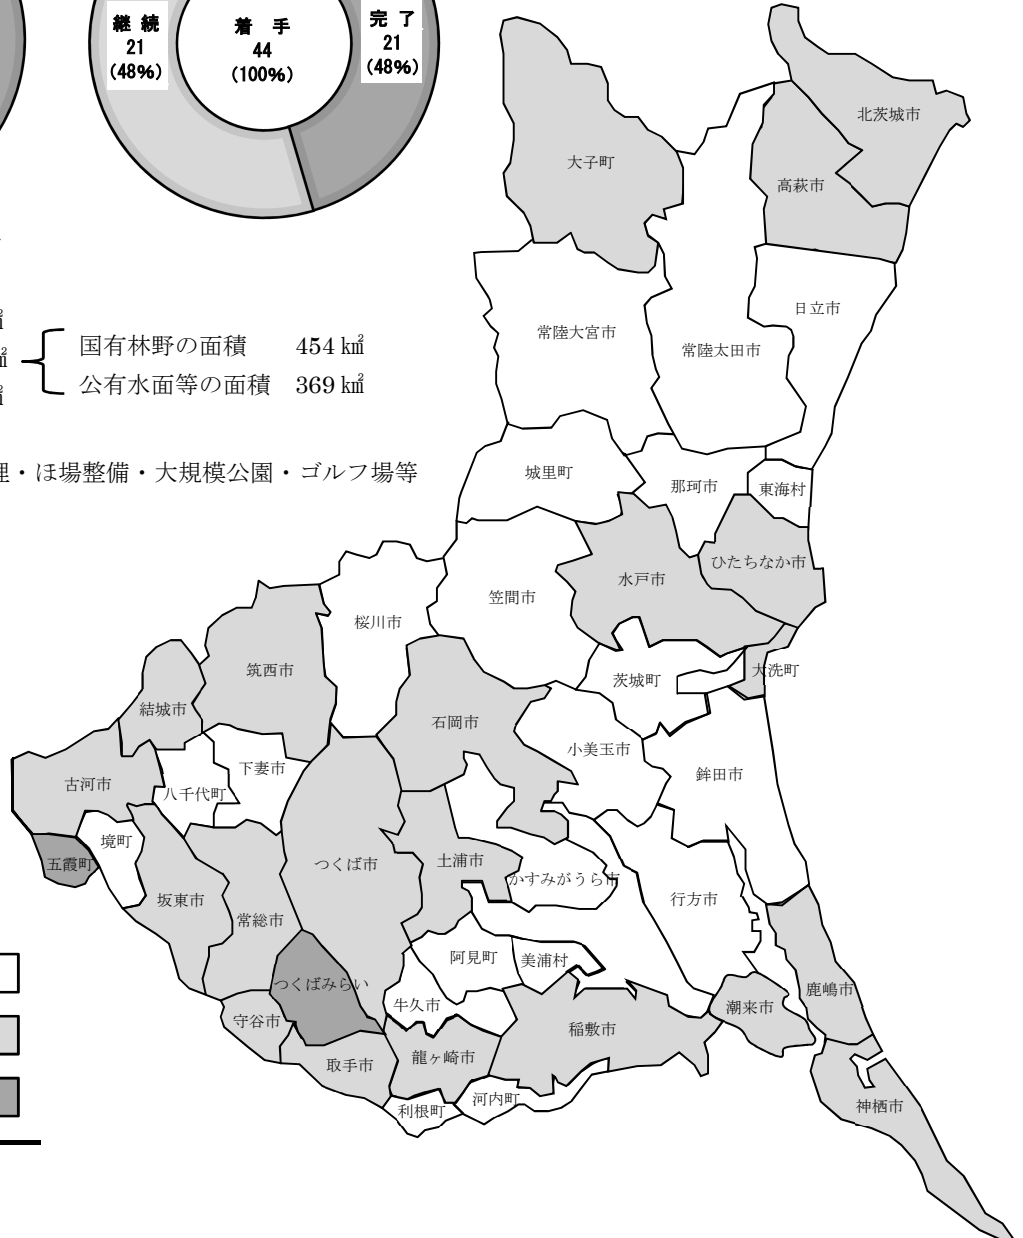 継 続
21
(48%)
着 手
44
(100%)
完 了
21
(48%)
㎢
㎢
㎢
国有林野の面積 454 ㎢
公有水面等の面積 369 ㎢
理・ほ場整備・大規模公園・ゴルフ場等
北茨城市
大子町
高萩市
日立市
常陸大宮市
常陸太田市
城里町
那珂市
東海村
ひたちなか市
水戸市
笠間市
桜川市
筑西市
茨城町
大洗町
結城市
石岡市
小美玉市
下妻市
鉾田市
古河市
八千代町
境町
五霞町
つくば市
土浦市
かすみがうら市
坂東市
行方市
常総市
阿見町
美浦村
つくばみらい
鹿嶋市
牛久市
潮来市
守谷市
稲敷市
龍ヶ崎市
取手市
河内町
利根町
神栖市